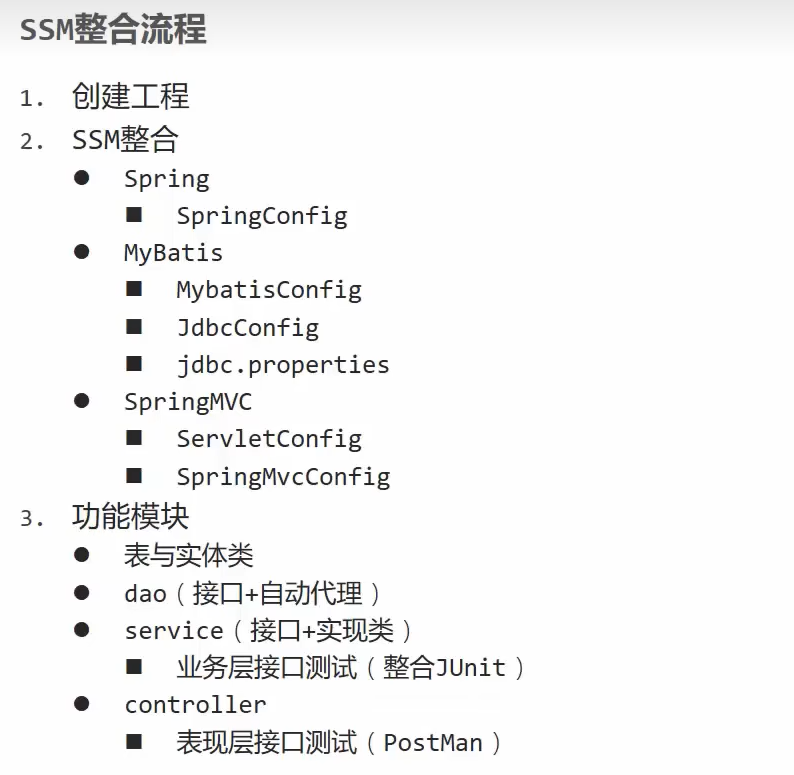 SSM整合流程
1. 创建工程
2. SSM整合
● Spring
■ SpringConfig
● MyBatis
■ MybatisConfig
■ JdbcConfig
■ jdbc.properties
● SpringMVC
■ ServletConfig
■ SpringMvcConfig
3. 功能模块
● 表与实体类
● dao（接口+自动代理）
● service（接口+实现类）
■ 业务层接口测试（整合JUnit）
● controller
■ 表现层接口测试（PostMan）